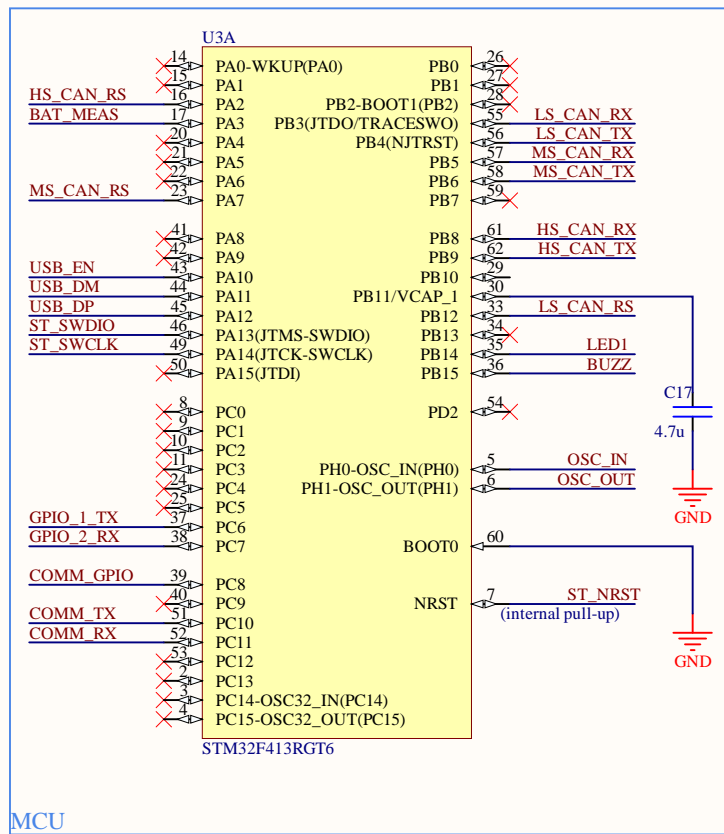 U3A
14 PA0-WKUP(PA0) PB0 26
15 PA1 PB1 27
HS_CAN_RS 16 PA2 PB2-BOOT1(PB2) 28
BAT_MEAS 17 PA3 PB3(JTDO/TRACESWO) 55 LS_CAN_RX
20 PA4 PB4(NJTRST) 56 LS_CAN_TX
21 PA5 PB5 57 MS_CAN_RX
22 PA6 PB6 58 MS_CAN_TX
MS_CAN_RS 23 PA7 PB7 59
41 PA8 PB8 61 HS_CAN_RX
42 PA9 PB9 62 HS_CAN_TX
USB_EN 43 PA10 PB10 29
USB_DM 44 PA11 PB11/VCAP_1 30
USB_DP 45 PA12 PB12 33 LS_CAN_RS
ST_SWDIO 46 PA13(JTMS-SWDIO) PB13 34
ST_SWCLK 49 PA14(JTCK-SWCLK) PB14 35 LED1
50 PA15(JTDI) PB15 36 BUZZ
C17
8 PC0 PD2 54
9 PC1 4.7u
10 PC2
11 PC3 PH0-OSC_IN(PH0) 5 OSC_IN
24 PC4 PH1-OSC_OUT(PH1) 6 OSC_OUT
25 PC5 GND
GPIO_1_TX 37 PC6
GPIO_2_RX 38 PC7 BOOT0 60
COMM_GPIO 39 PC8
40 PC9 NRST 7 ST_NRST
(internal pull-up)
COMM_TX 51 PC10
COMM_RX 52 PC11
53 PC12 GND
2 PC13
3 PC14-OSC32_IN(PC14)
4 PC15-OSC32_OUT(PC15)
STM32F413RGT6
MCU